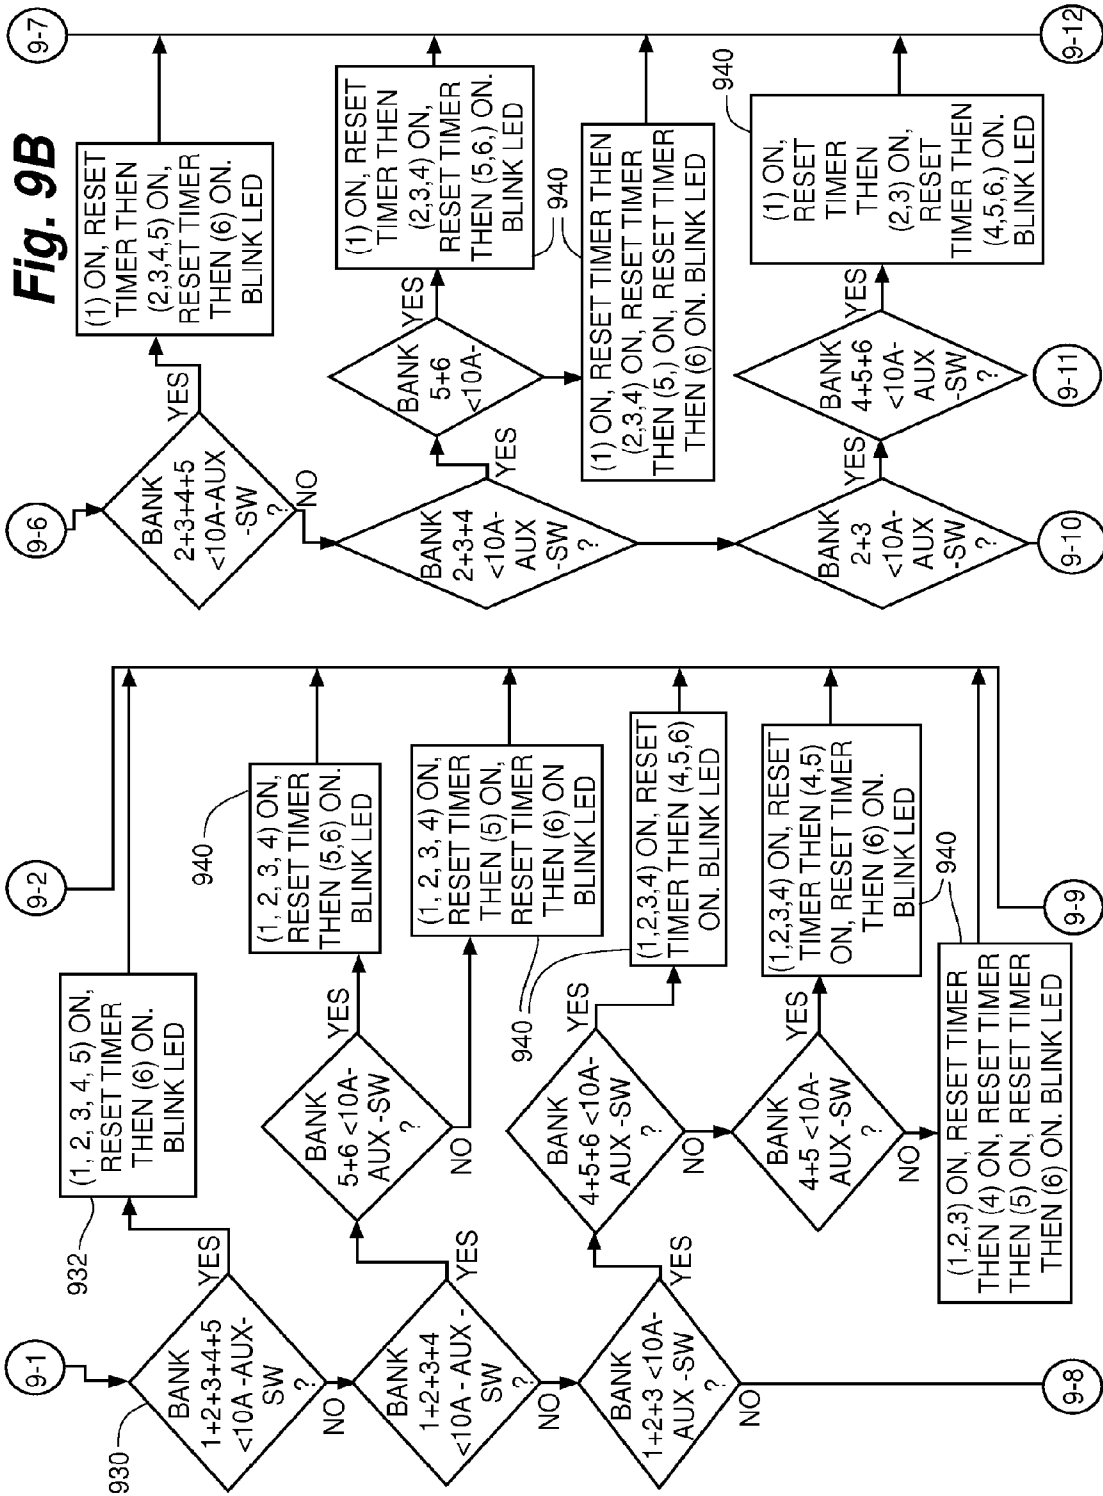 Fig. 9B
9-1
930
BANK
1+2+3+4+5
<10A -AUX-
SW
?
YES
NO
932
(1, 2, 3, 4, 5) ON,
RESET TIMER
THEN (6) ON.
BLINK LED
9-2
BANK
1+2+3+4
<10A - AUX -
SW
?
YES
NO
BANK
5+6 <10A-
AUX -SW
?
YES
NO
940
(1, 2, 3, 4) ON,
RESET TIMER
THEN (5,6) ON.
BLINK LED
(1, 2, 3, 4) ON,
RESET TIMER
THEN (5) ON,
RESET TIMER
THEN (6) ON
BLINK LED
940
BANK
1+2+3 <10A-
AUX -SW
?
YES
NO
BANK
4+5+6 <10A-
AUX -SW
?
YES
NO
(1,2,3,4) ON, RESET
TIMER THEN (4,5,6)
ON. BLINK LED
BANK
4+5 <10A-
AUX -SW
?
YES
NO
(1,2,3,4) ON, RESET
TIMER THEN (4,5)
ON, RESET TIMER
THEN (6) ON.
BLINK LED
940
(1,2,3) ON, RESET TIMER
THEN (4) ON, RESET TIMER
THEN (5) ON, RESET TIMER
THEN (6) ON. BLINK LED
9-8
9-9
9-6
BANK
2+3+4+5
<10A-AUX
-SW
?
YES
NO
(1) ON, RESET
TIMER THEN
(2,3,4,5) ON,
RESET TIMER
THEN (6) ON.
BLINK LED
9-7
BANK
2+3+4
<10A-
AUX
-SW
?
YES
BANK
5+6
<10A-
YES
(1) ON, RESET
TIMER THEN
(2,3,4) ON,
RESET TIMER
THEN (5,6,) ON.
BLINK LED
940
(1) ON, RESET TIMER THEN
(2,3,4) ON, RESET TIMER
THEN (5,) ON, RESET TIMER
THEN (6) ON. BLINK LED
BANK
2+3
<10A-
AUX
-SW
?
YES
BANK
4+5+6
<10A-
AUX
-SW
?
YES
940
(1) ON,
RESET
TIMER
THEN
(2,3) ON,
RESET
TIMER THEN
(4,5,6,) ON.
BLINK LED
9-10
9-11
9-12